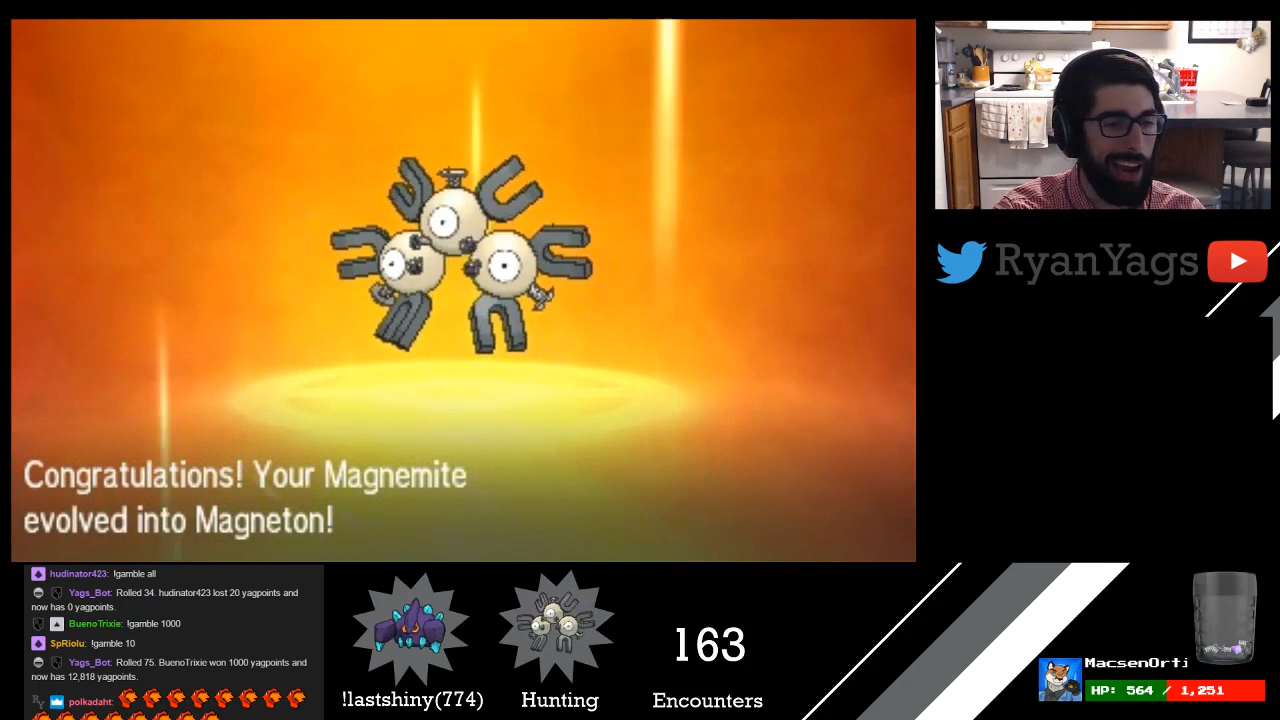 RyanYags
Congratulations! Your Magnemite
evolved into Magneton!
hudinator423: !gamble all
Yags_Bot: Rolled 34. hudinator423 lost 20 yagpoints and
now has 0 yagpoints.
BuenoTrixie: !gamble 1000
SpRiolu: !gamble 10
Yags_Bot: Rolled 75. BuenoTrixie won 1000 yagpoints and
now has 12,818 yagpoints.
polkadaht:
!lastshiny(774)
Hunting
163
Encounters
MacsenOrti
HP: 564 / 1,251